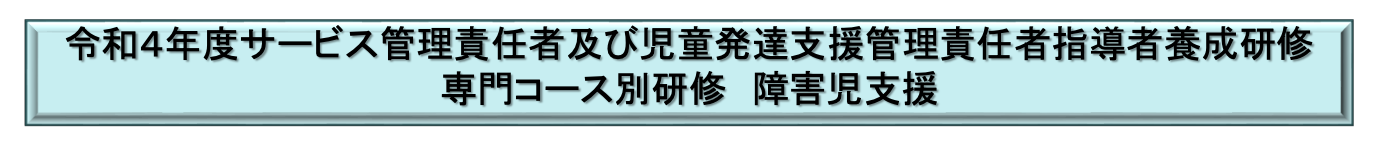 令和４年度サービス管理責任者及び児童発達支援管理責任者指導者養成研修
専門コース別研修　障害児支援